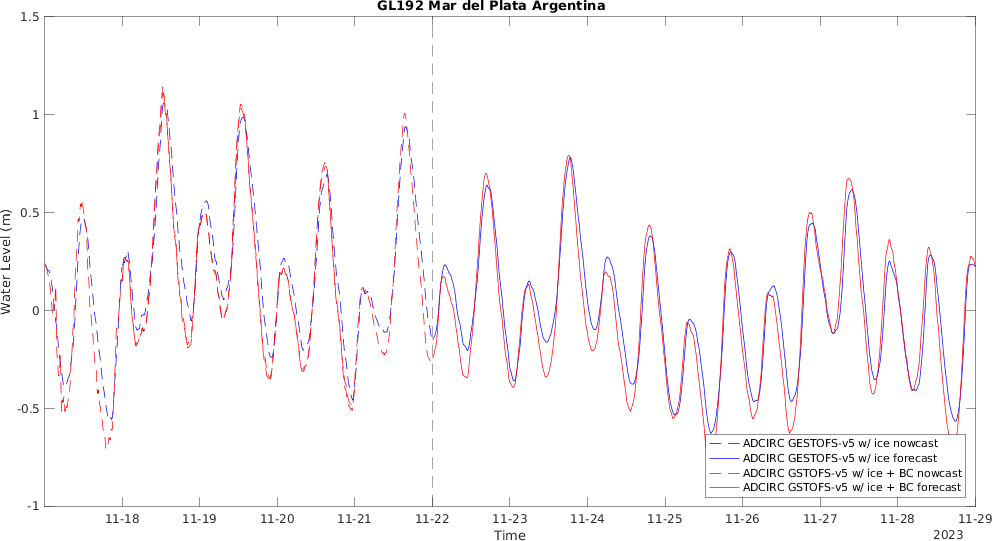 GL192 Mar del Plata Argentina
1.5
1
0.5
0
-0.5
-1
Water Level (m)
ADCIRC GESTOFS-v5 w/ ice nowcast
ADCIRC GESTOFS-v5 w/ ice forecast
ADCIRC GSTOFS-v5 w/ ice + BC nowcast
ADCIRC GSTOFS-v5 w/ ice + BC forecast
11-18 11-19 11-20 11-21 11-22 11-23 11-24 11-25 11-26 11-27 11-28 11-29
Time
2023